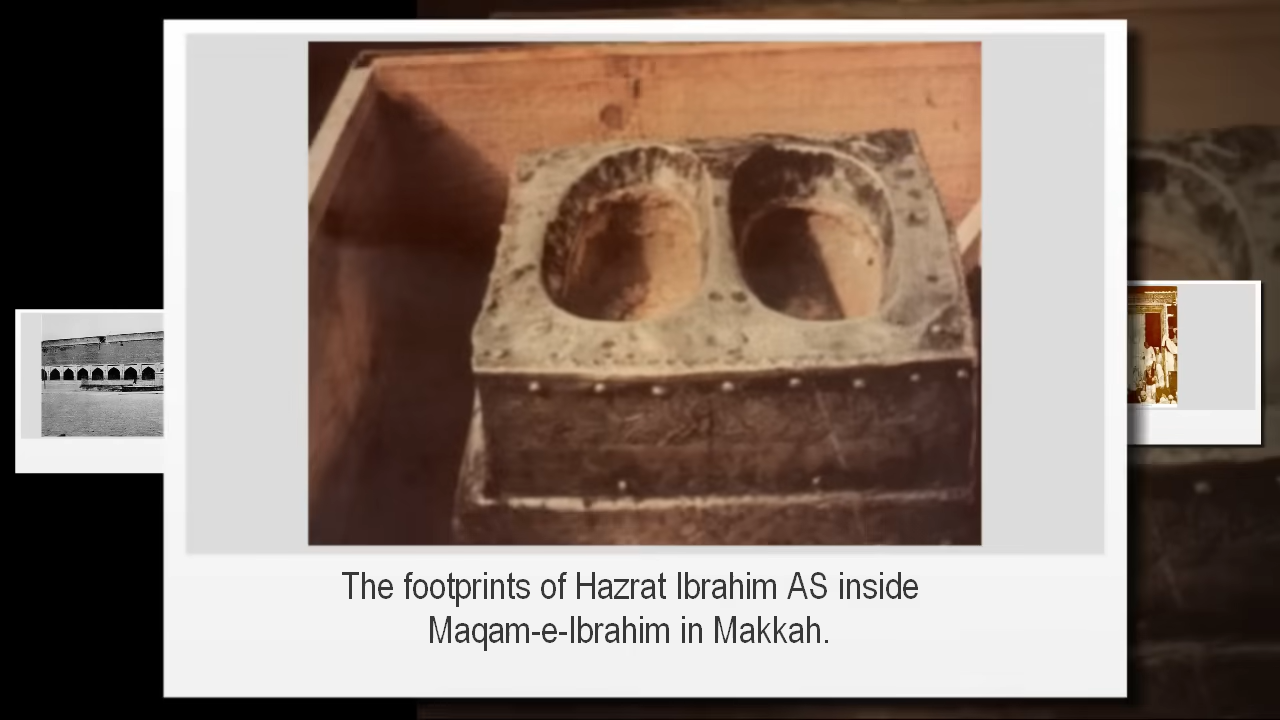 The footprints of Hazrat Ibrahim AS inside
Maqam-e-Ibrahim in Makkah.